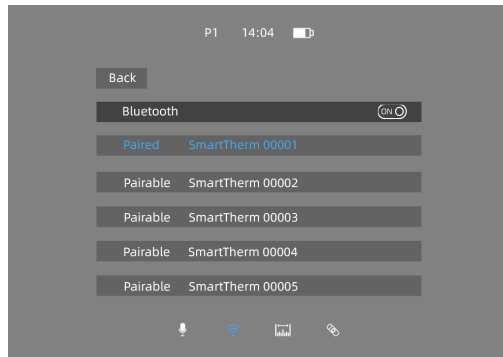 P1 14:04
Back
Bluetooth ON
Paired SmartTherm 00001
Pairable SmartTherm 00002
Pairable SmartTherm 00003
Pairable SmartTherm 00004
Pairable SmartTherm 00005